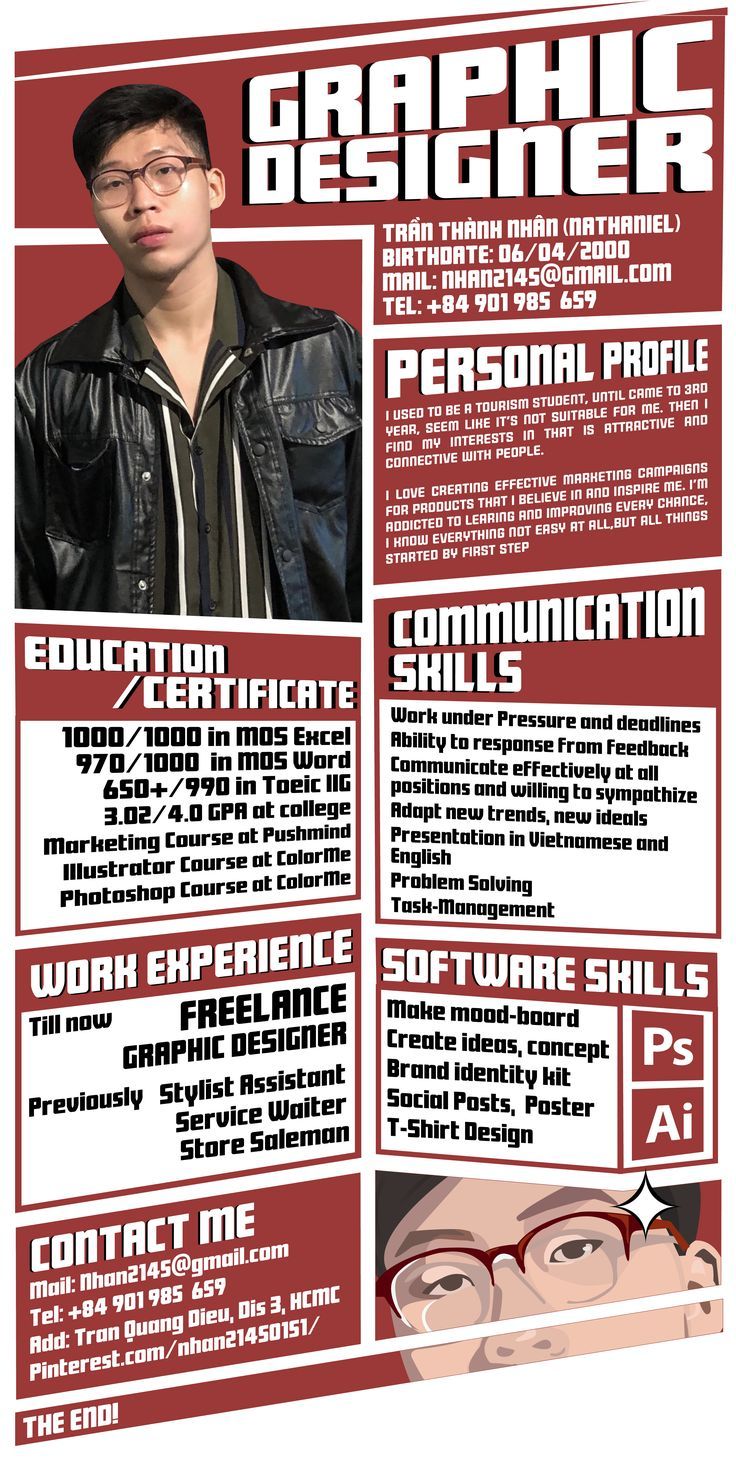 GRAPHIC
DESIGNER
TRẦN THÀNH NHÂN (NATHANIEL)
BIRTHDATE: 06/04/2000
MAIL: NHAN2145@GMAIL.COM
TEL: +84 901 985 659
PERSONAL PROFILE
I USED TO BE A TOURISM STUDENT, UNTIL CAME TO 3RD
YEAR, SEEM LIKE IT'S NOT SUITABLE FOR ME. THEN I
FIND MY INTERESTS IN THAT IS ATTRACTIVE AND
CONNECTIVE WITH PEOPLE.
I LOVE CREATING EFFECTIVE MARKETING CAMPAIGNS
FOR PRODUCTS THAT I BELIEVE IN AND INSPIRE ME. I'M
ADDICTED TO LEARING AND IMPROVING EVERY CHANCE,
I KNOW EVERYTHING NOT EASY AT ALL,BUT ALL THINGS
STARTED BY FIRST STEP
EDUCATION
/CERTIFICATE
1000/1000 in MOS Excel
970/1000 in MOS Word
650+/990 in Toeic IIG
3.02/4.0 GPA at college
Marketing Course at Pushmind
Illustrator Course at ColorMe
Photoshop Course at ColorMe
COMMUNICATION
SKILLS
Work under Pressure and deadlines
Ability to response from feedback
Communicate effectively at all
positions and willing to sympathize
Adapt new trends, new ideals
Presentation in Vietnamese and
English
Problem Solving
Task-Management
WORK EXPERIENCE
Till now FREELANCE
GRAPHIC DESIGNER
Previously Stylist Assistant
Service Waiter
Store Saleman
SOFTWARE SKILLS
Make mood-board
Create ideas, concept
Brand identity kit
Social Posts, Poster
T-Shirt Design
Ps
Ai
CONTACT ME
Mail: Nhan2145@gmail.com
Tel: +84 901 985 659
Add: Tran Quang Dieu, Dis 3, HCMC
Pinterest.com/nhan21450151/
THE END!